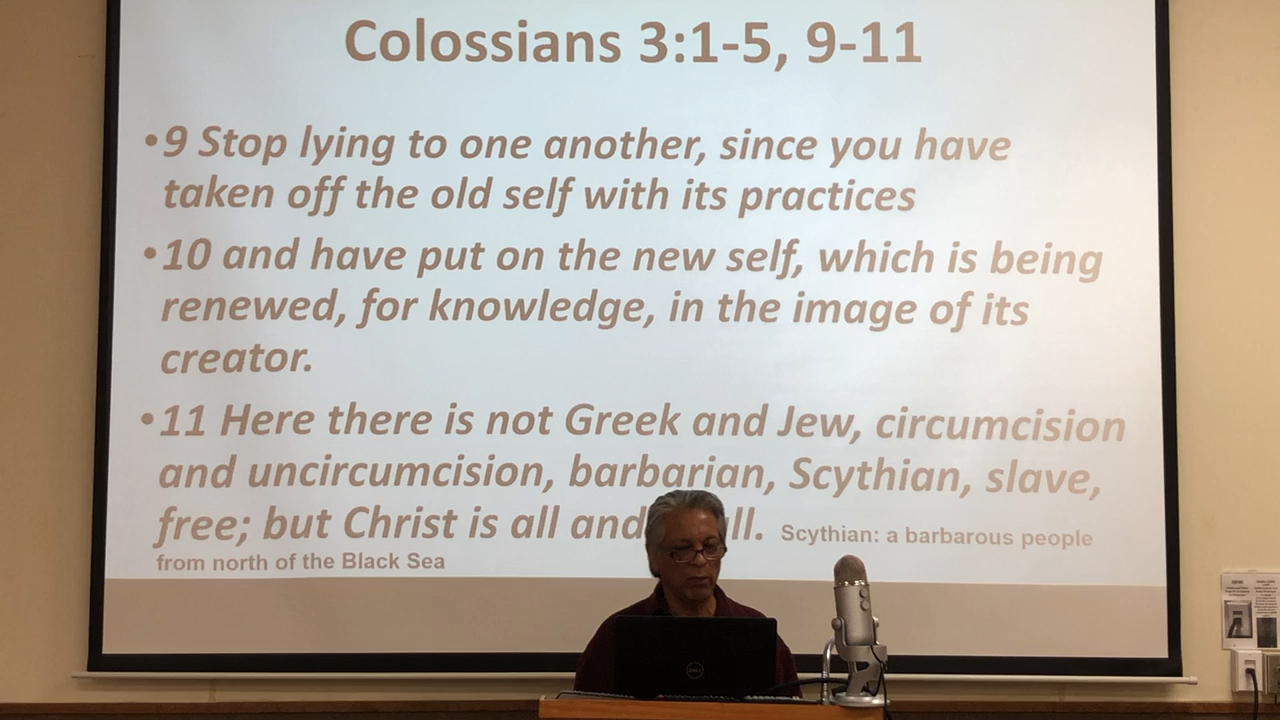 Colossians 3:1-5, 9-11
•9 Stop lying to one another, since you have
taken off the old self with its practices
•10 and have put on the new self, which is being
renewed, for knowledge, in the image of its
creator.
•11 Here there is not Greek and Jew, circumcision
and uncircumcision, barbarian, Scythian, slave,
free; but Christ is all and all. Scythian: a barbarous people
from north of the Black Sea
DELL